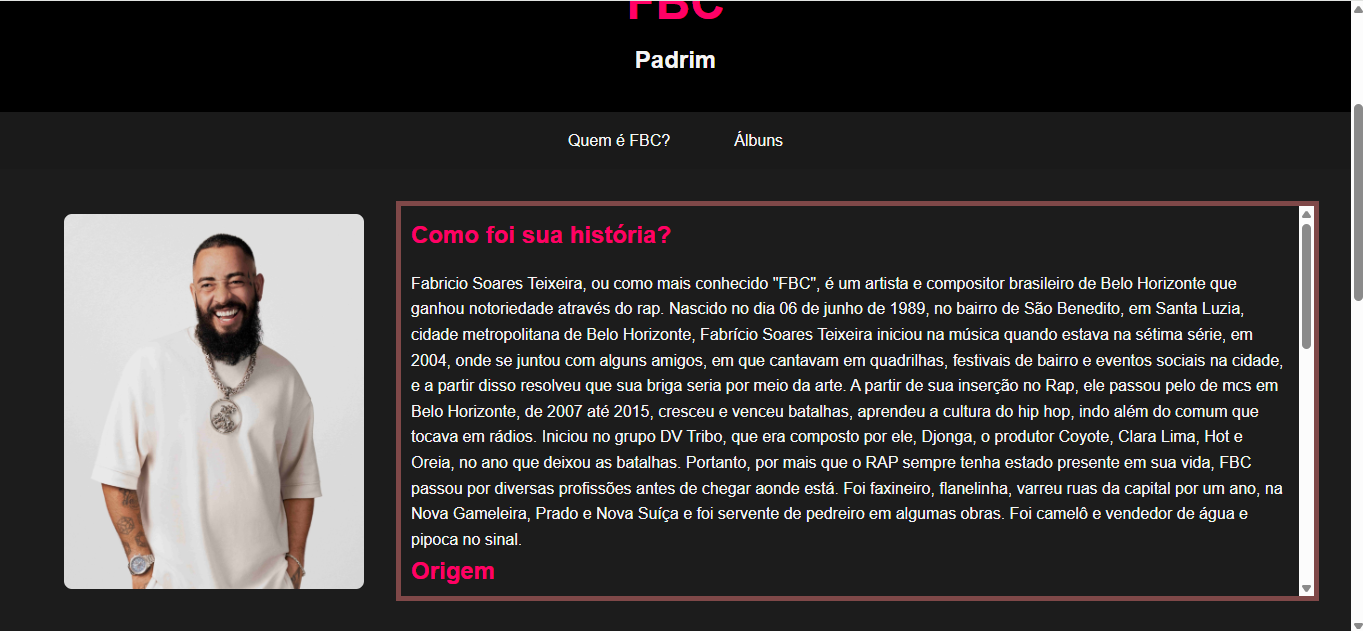 FBC
Padrim
Quem é FBC?
Álbuns
Como foi sua história?
Fabricio Soares Teixeira, ou como mais conhecido "FBC", é um artista e compositor brasileiro de Belo Horizonte que
ganhou notoriedade através do rap. Nascido no dia 06 de junho de 1989, no bairro de São Benedito, em Santa Luzia,
cidade metropolitana de Belo Horizonte, Fabrício Soares Teixeira iniciou na música quando estava na sétima série, em
2004, onde se juntou com alguns amigos, em que cantavam em quadrilhas, festivais de bairro e eventos sociais na cidade,
e a partir disso resolveu que sua briga seria por meio da arte. A partir de sua inserção no Rap, ele passou pelo de mcs em
Belo Horizonte, de 2007 até 2015, cresceu e venceu batalhas, aprendeu a cultura do hip hop, indo além do comum que
tocava em rádios. Iniciou no grupo DV Tribo, que era composto por ele, Djonga, o produtor Coyote, Clara Lima, Hot e
Oreia, no ano que deixou as batalhas. Portanto, por mais que o RAP sempre tenha estado presente em sua vida, FBC
passou por diversas profissões antes de chegar aonde está. Foi faxineiro, flanelinha, varreu ruas da capital por um ano, na
Nova Gameleira, Prado e Nova Suíça e foi servente de pedreiro em algumas obras. Foi camelô e vendedor de água e
pipoca no sinal.
Origem